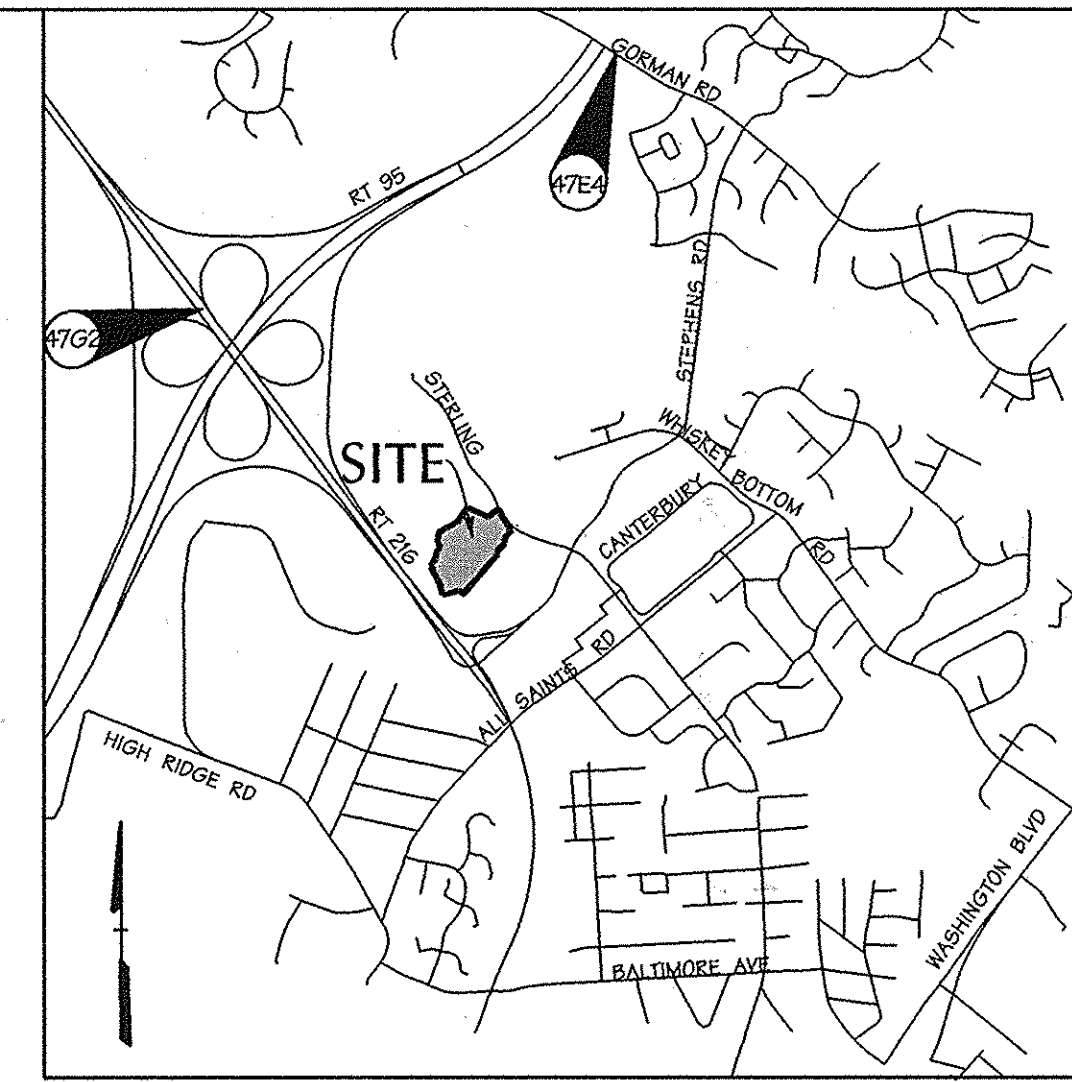 GORMAN RD
RT 95
47E4
STEPHENS RD
47G2
STERLING
WHISKEY BOTTOM RD
SITE
CANTERBURY
RT 216
ALL SAINTS RD
HIGH RIDGE RD
WASHINGTON BLVD
BALTIMORE AVE